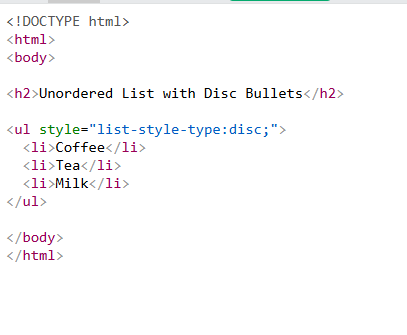 <!DOCTYPE html>
<html>
<body>
<h2>Unordered List with Disc Bullets</h2>
<ul style="list-style-type:disc;">
<li>Coffee</li>
<li>Tea</li>
<li>Milk</li>
</ul>
</body>
</html>